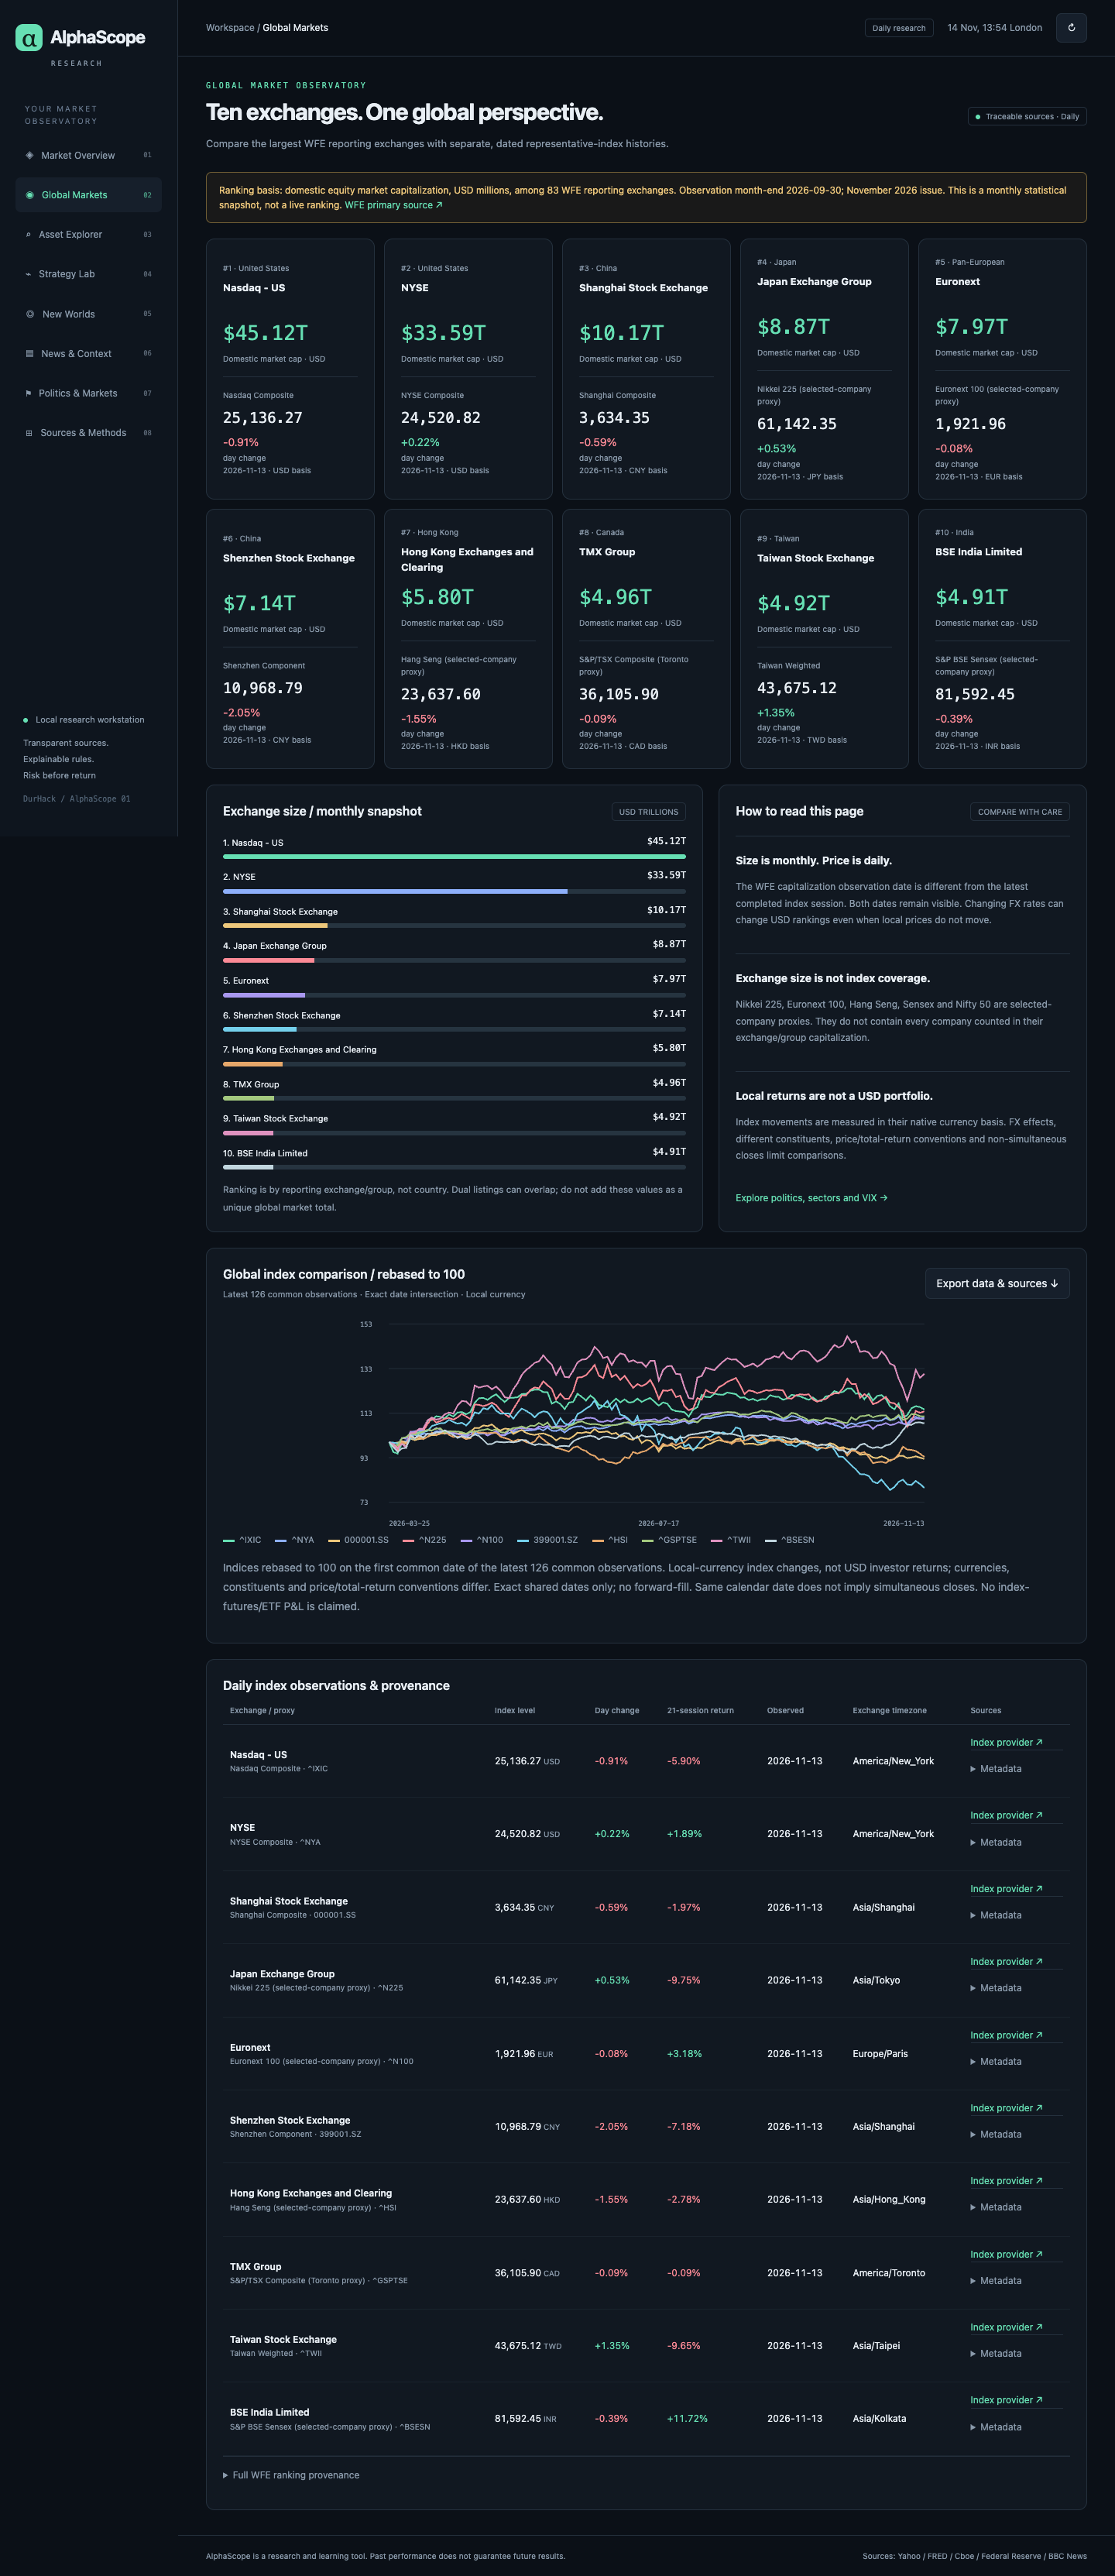 α AlphaScope
RESEARCH
YOUR MARKET
OBSERVATORY
Market Overview 01
Global Markets 02
Asset Explorer 03
Strategy Lab 04
New Worlds 05
News & Context 06
Politics & Markets 07
Sources & Methods 08
Local research workstation
Transparent sources.
Explainable rules.
Risk before return
DurHack / AlphaScope 01
Workspace / Global Markets
Daily research
14 Nov, 13:54 London
↻
GLOBAL MARKET OBSERVATORY
Ten exchanges. One global perspective.
Traceable sources · Daily
Compare the largest WFE reporting exchanges with separate, dated representative-index histories.
Ranking basis: domestic equity market capitalization, USD millions, among 83 WFE reporting exchanges. Observation month-end 2026-09-30; November 2026 issue. This is a monthly statistical
snapshot, not a live ranking. WFE primary source ↗
#1 · United States
Nasdaq - US
$45.12T
Domestic market cap · USD
Nasdaq Composite
25,136.27
-0.91%
day change
2026-11-13 · USD basis
#2 · United States
NYSE
$33.59T
Domestic market cap · USD
NYSE Composite
24,520.82
+0.22%
day change
2026-11-13 · USD basis
#3 · China
Shanghai Stock Exchange
$10.17T
Domestic market cap · USD
Shanghai Composite
3,634.35
-0.59%
day change
2026-11-13 · CNY basis
#4 · Japan
Japan Exchange Group
$8.87T
Domestic market cap · USD
Nikkei 225 (selected-company
proxy)
61,142.35
+0.53%
day change
2026-11-13 · JPY basis
#5 · Pan-European
Euronext
$7.97T
Domestic market cap · USD
Euronext 100 (selected-company
proxy)
1,921.96
-0.08%
day change
2026-11-13 · EUR basis
#6 · China
Shenzhen Stock Exchange
$7.14T
Domestic market cap · USD
Shenzhen Component
10,968.79
-2.05%
day change
2026-11-13 · CNY basis
#7 · Hong Kong
Hong Kong Exchanges and
Clearing
$5.80T
Domestic market cap · USD
Hang Seng (selected-company
proxy)
23,637.60
-1.55%
day change
2026-11-13 · HKD basis
#8 · Canada
TMX Group
$4.96T
Domestic market cap · USD
S&P/TSX Composite (Toronto
proxy)
36,105.90
-0.09%
day change
2026-11-13 · CAD basis
#9 · Taiwan
Taiwan Stock Exchange
$4.92T
Domestic market cap · USD
Taiwan Weighted
43,675.12
+1.35%
day change
2026-11-13 · TWD basis
#10 · India
BSE India Limited
$4.91T
Domestic market cap · USD
S&P BSE Sensex (selected-
company proxy)
81,592.45
-0.39%
day change
2026-11-13 · INR basis
Exchange size / monthly snapshot
USD TRILLIONS
1. Nasdaq - US $45.12T
2. NYSE $33.59T
3. Shanghai Stock Exchange $10.17T
4. Japan Exchange Group $8.87T
5. Euronext $7.97T
6. Shenzhen Stock Exchange $7.14T
7. Hong Kong Exchanges and Clearing $5.80T
8. TMX Group $4.96T
9. Taiwan Stock Exchange $4.92T
10. BSE India Limited $4.91T
Ranking is by reporting exchange/group, not country. Dual listings can overlap; do not add these values as a
unique global market total.
How to read this page
COMPARE WITH CARE
Size is monthly. Price is daily.
The WFE capitalization observation date is different from the latest
completed index session. Both dates remain visible. Changing FX rates can
change USD rankings even when local prices do not move.
Exchange size is not index coverage.
Nikkei 225, Euronext 100, Hang Seng, Sensex and Nifty 50 are selected-
company proxies. They do not contain every company counted in their
exchange/group capitalization.
Local returns are not a USD portfolio.
Index movements are measured in their native currency basis. FX effects,
different constituents, price/total-return conventions and non-simultaneous
closes limit comparisons.
Explore politics, sectors and VIX →
Global index comparison / rebased to 100
Latest 126 common observations · Exact date intersection · Local currency
Export data & sources ↓
153
133
113
93
73
2026-03-25 2026-07-17 2026-11-13
^IXIC ^NYA 000001.SS ^N225 ^N100 399001.SZ ^HSI ^GSPTSE ^TWII ^BSESN
Indices rebased to 100 on the first common date of the latest 126 common observations. Local-currency index changes, not USD investor returns; currencies,
constituents and price/total-return conventions differ. Exact shared dates only; no forward-fill. Same calendar date does not imply simultaneous closes. No index-
futures/ETF P&L is claimed.
Daily index observations & provenance
Exchange / proxy Index level Day change 21-session return Observed Exchange timezone Sources
Index provider ↗
Nasdaq - US
Nasdaq Composite · ^IXIC
25,136.27 USD -0.91% -5.90% 2026-11-13 America/New_York
▶ Metadata
Index provider ↗
NYSE
NYSE Composite · ^NYA
24,520.82 USD +0.22% +1.89% 2026-11-13 America/New_York
▶ Metadata
Index provider ↗
Shanghai Stock Exchange
Shanghai Composite · 000001.SS
3,634.35 CNY -0.59% -1.97% 2026-11-13 Asia/Shanghai
▶ Metadata
Index provider ↗
Japan Exchange Group
Nikkei 225 (selected-company proxy) · ^N225
61,142.35 JPY +0.53% -9.75% 2026-11-13 Asia/Tokyo
▶ Metadata
Index provider ↗
Euronext
Euronext 100 (selected-company proxy) · ^N100
1,921.96 EUR -0.08% +3.18% 2026-11-13 Europe/Paris
▶ Metadata
Index provider ↗
Shenzhen Stock Exchange
Shenzhen Component · 399001.SZ
10,968.79 CNY -2.05% -7.18% 2026-11-13 Asia/Shanghai
▶ Metadata
Index provider ↗
Hong Kong Exchanges and Clearing
Hang Seng (selected-company proxy) · ^HSI
23,637.60 HKD -1.55% -2.78% 2026-11-13 Asia/Hong_Kong
▶ Metadata
Index provider ↗
TMX Group
S&P/TSX Composite (Toronto proxy) · ^GSPTSE
36,105.90 CAD -0.09% -0.09% 2026-11-13 America/Toronto
▶ Metadata
Index provider ↗
Taiwan Stock Exchange
Taiwan Weighted · ^TWII
43,675.12 TWD +1.35% -9.65% 2026-11-13 Asia/Taipei
▶ Metadata
Index provider ↗
BSE India Limited
S&P BSE Sensex (selected-company proxy) · ^BSESN
81,592.45 INR -0.39% +11.72% 2026-11-13 Asia/Kolkata
▶ Metadata
▶ Full WFE ranking provenance
AlphaScope is a research and learning tool. Past performance does not guarantee future results.
Sources: Yahoo / FRED / Cboe / Federal Reserve / BBC News